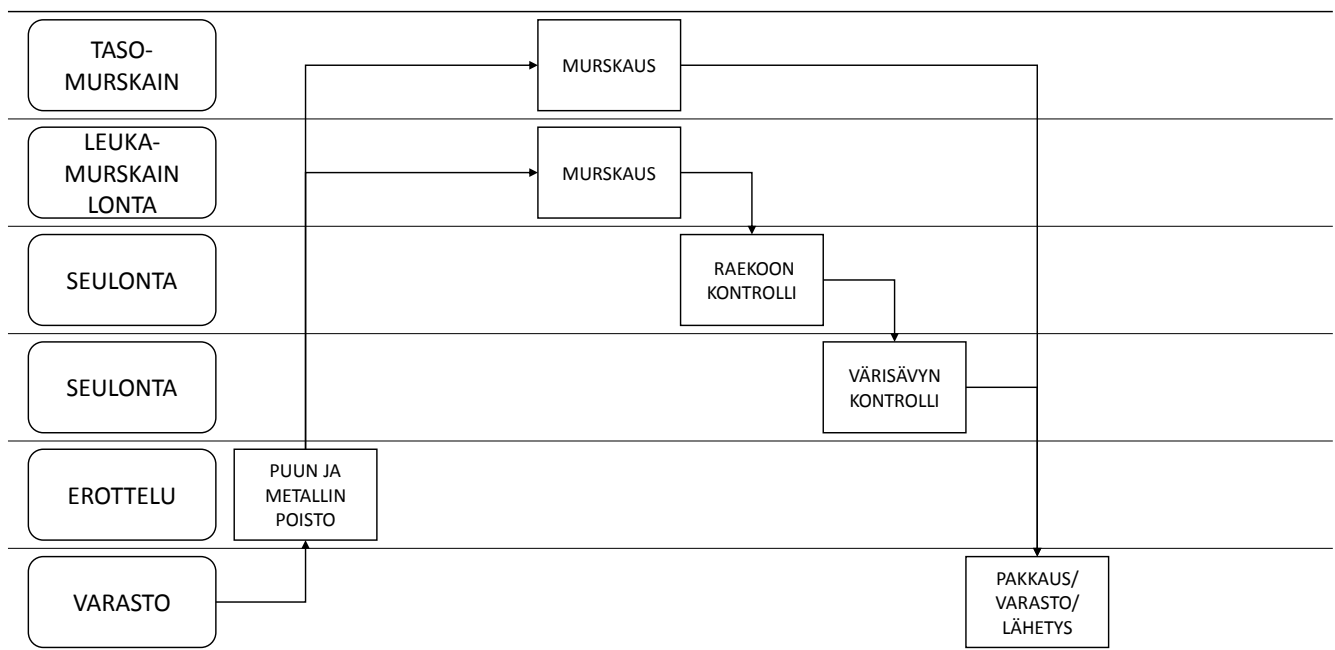 TASO-
MURSKAIN
MURSKAUS
LEUKA-
MURSKAIN
LONTA
MURSKAUS
SEULONTA
RAEKOON
KONTROLLI
SEULONTA
VÄRISÄVYN
KONTROLLI
EROTTELU
PUUN JA
METALLIN
POISTO
VARASTO
PAKKAUS/
VARASTO/
LÄHETYS